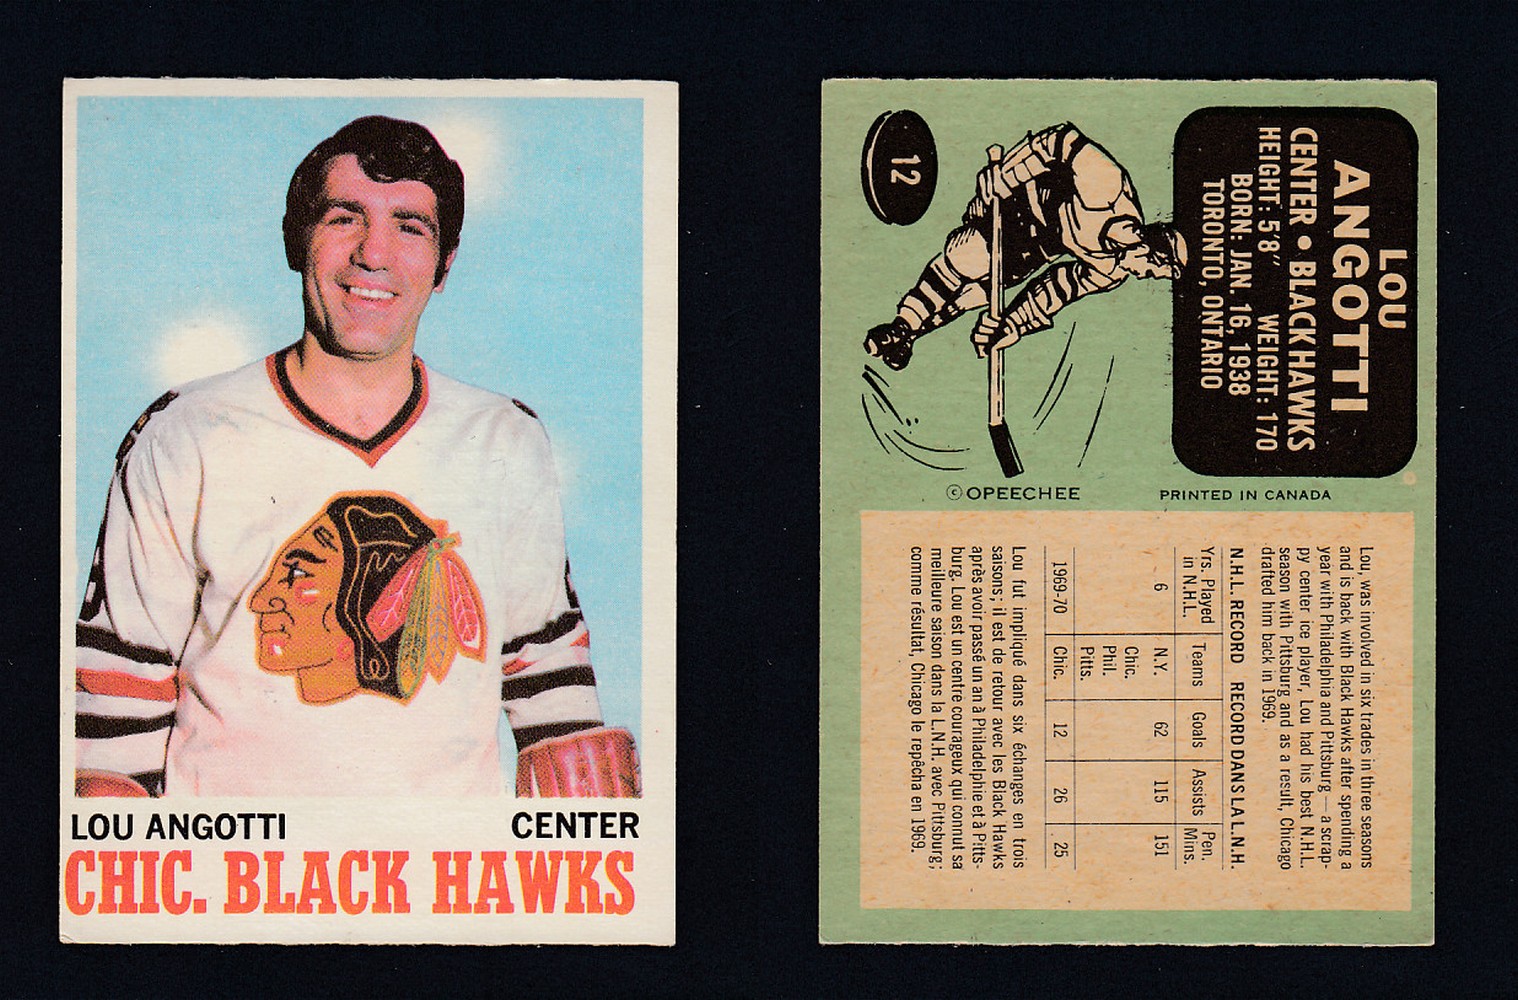 LOU ANGOTTI CENTER
CHIC. BLACK HAWKS
12
LOU
ANGOTTI
CENTER • BLACK HAWKS
HEIGHT: 5'8" WEIGHT: 170
BORN: JAN. 16, 1938
TORONTO, ONTARIO
© OPEECHEE PRINTED IN CANADA
Lou, was involved in six trades in three seasons
and is back with Black Hawks after spending a
year with Philadelphia and Pittsburg — a scrap-
py center ice player, Lou had his best N.H.L.
season with Pittsburg and as a result, Chicago
drafted him back in 1969.
N.H.L. RECORD RECORD DANS LA L.N.H.
Yrs. Played in N.H.L. Teams Goals Assists Pen. Mins.
6 N.Y. 62 115 151
Chic.
Phil.
Pitts.
1969-70 Chic. 12 26 25
Lou fut impliqué dans six échanges en trois
saisons; il est de retour avec les Black Hawks
après avoir passé un an à Philadelphie et à Pitts-
burg. Lou est un centre courageux qui connut sa
meilleure saison dans la L.N.H. avec Pittsburg;
comme résultat, Chicago le repêcha en 1969.